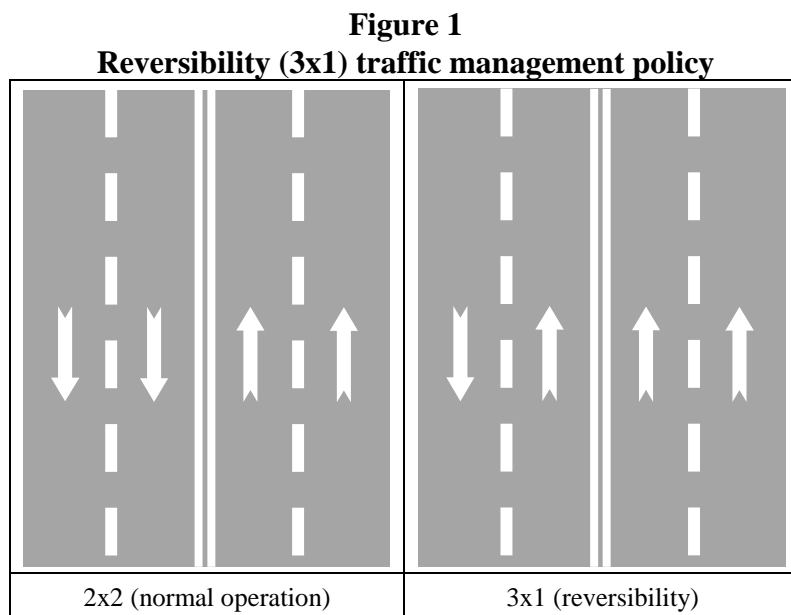 Figure 1
Reversibility (3x1) traffic management policy
2x2 (normal operation)
3x1 (reversibility)